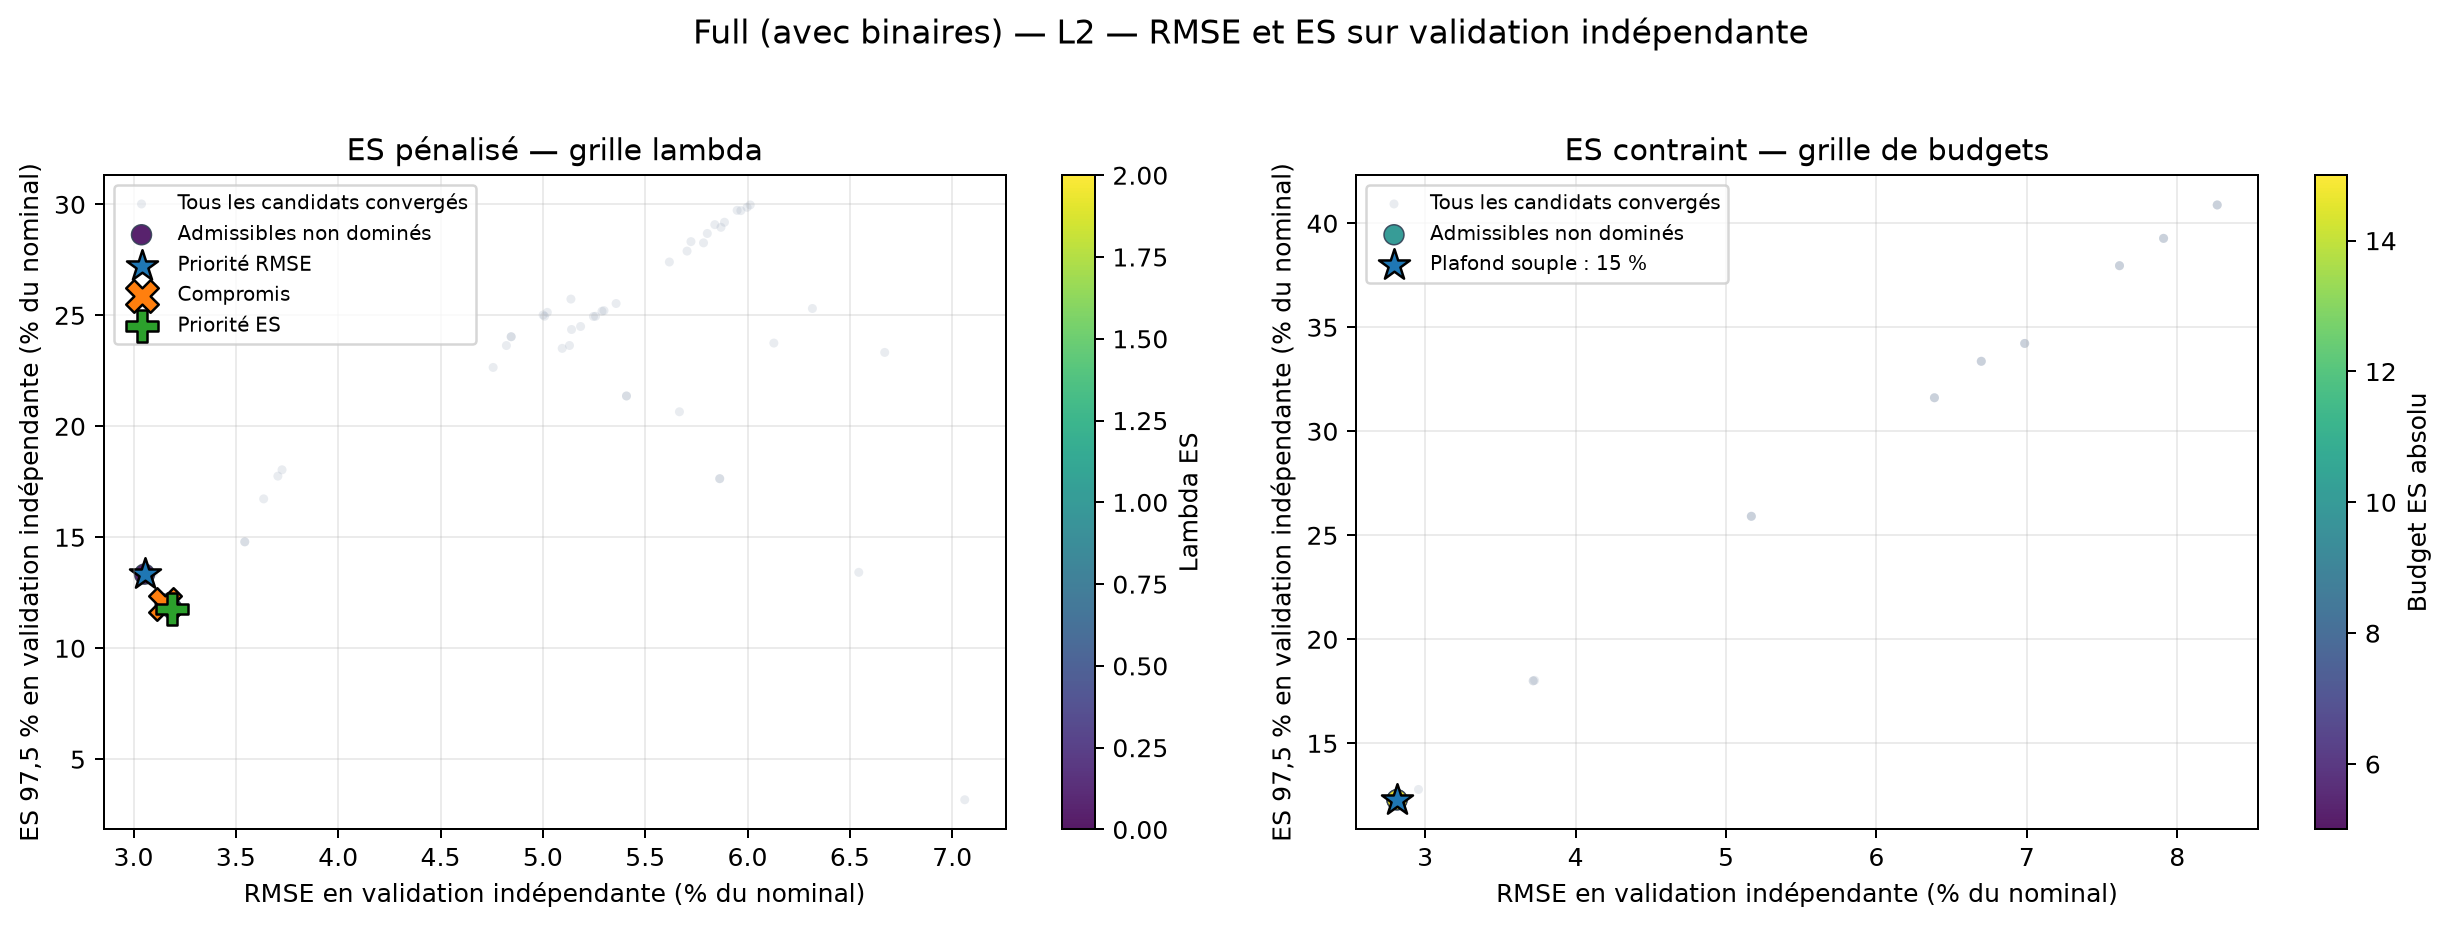 Full (avec binaires) — L2 — RMSE et ES sur validation indépendante
ES pénalisé — grille lambda
ES 97,5 % en validation indépendante (% du nominal)
30
25
20
15
10
5
Tous les candidats convergés
Admissibles non dominés
Priorité RMSE
Compromis
Priorité ES
3.0 3.5 4.0 4.5 5.0 5.5 6.0 6.5 7.0
RMSE en validation indépendante (% du nominal)
2.00
1.75
1.50
1.25
1.00
0.75
0.50
0.25
0.00
Lambda ES
ES contraint — grille de budgets
ES 97,5 % en validation indépendante (% du nominal)
40
35
30
25
20
15
Tous les candidats convergés
Admissibles non dominés
Plafond souple : 15 %
3 4 5 6 7 8
RMSE en validation indépendante (% du nominal)
14
12
10
8
6
Budget ES absolu